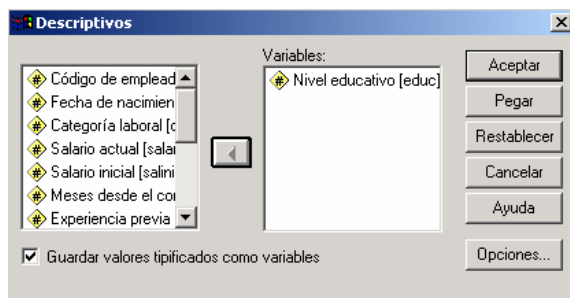 Descriptivos
Variables:
Código de emplead
Fecha de nacimien
Categoría laboral [c
Salario actual [salar
Salario inicial [salini
Meses desde el cor
Experiencia previa
Nivel educativo [educ]
Aceptar
Pegar
Restablecer
Cancelar
Ayuda
Opciones...
Guardar valores tipificados como variables